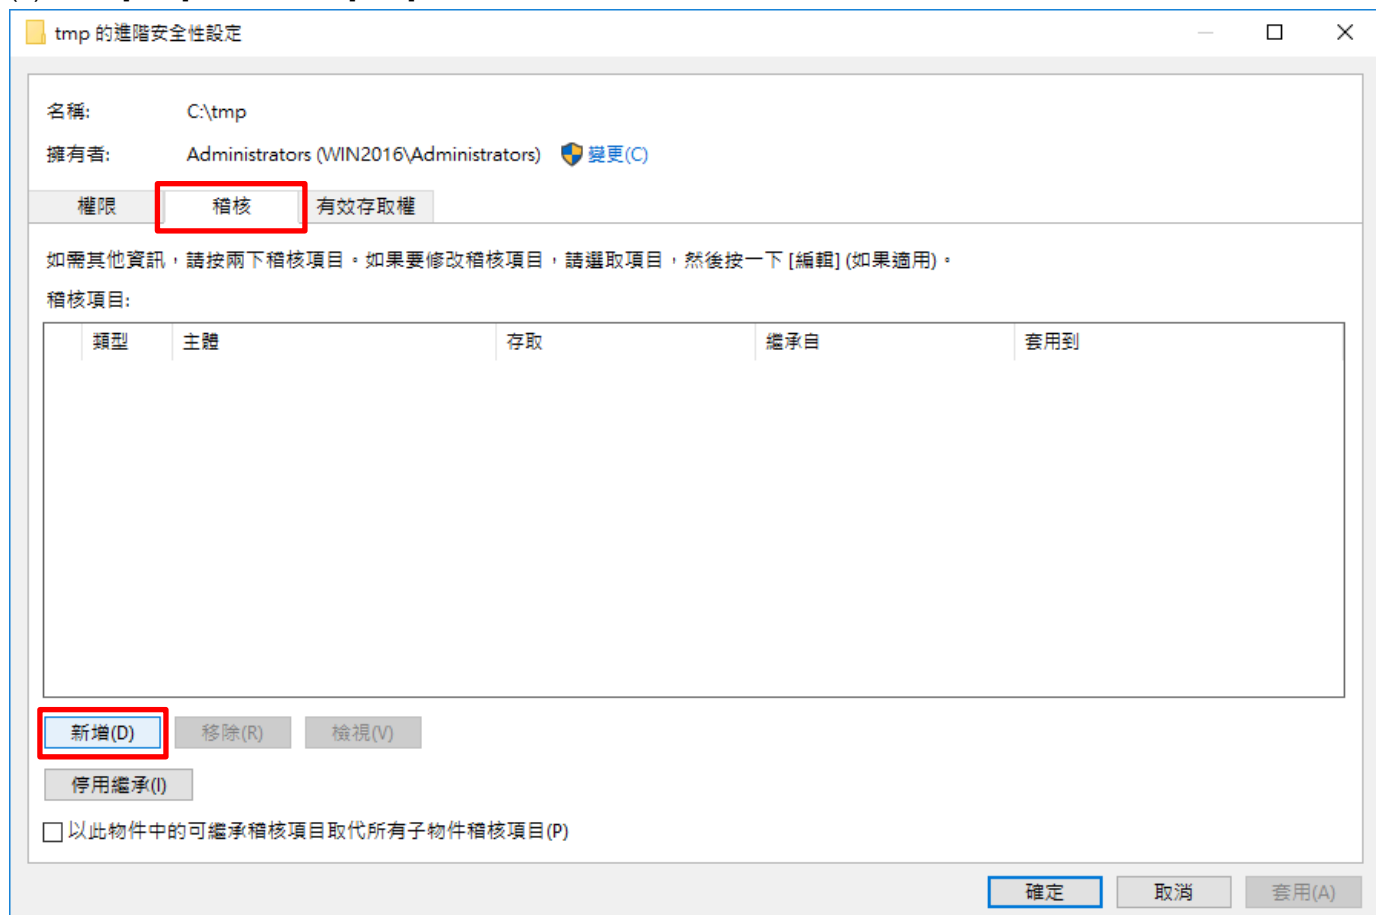 tmp 的進階安全性設定
名稱: C:\tmp
擁有者: Administrators (WIN2016\Administrators) 變更(C)
權限 稽核 有效存取權
如需其他資訊，請按兩下稽核項目。如果要修改稽核項目，請選取項目，然後按一下 [編輯] (如果適用)。
稽核項目:
類型 主體 存取 繼承自 套用到
新增(D) 移除(R) 檢視(V)
停用繼承(I)
以此物件中的可繼承稽核項目取代所有子物件稽核項目(P)
確定 取消 套用(A)